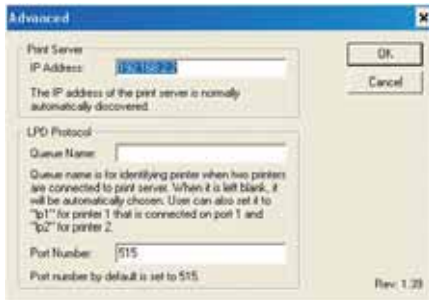 Advanced
Print Server
IP Address: 192.168.2.2
The IP address of the print server is normally
automatically discovered.
LPD Protocol
Queue Name:
Queue name is for identifying printer when two printers
are connected to print server. When it is left blank, it
will be automatically chosen. User can also set it to
"lp1" for printer 1 that is connected on port 1 and
"lp2" for printer 2.
Port Number: 515
Port number by default is set to 515.
OK
Cancel
Rev: 1.